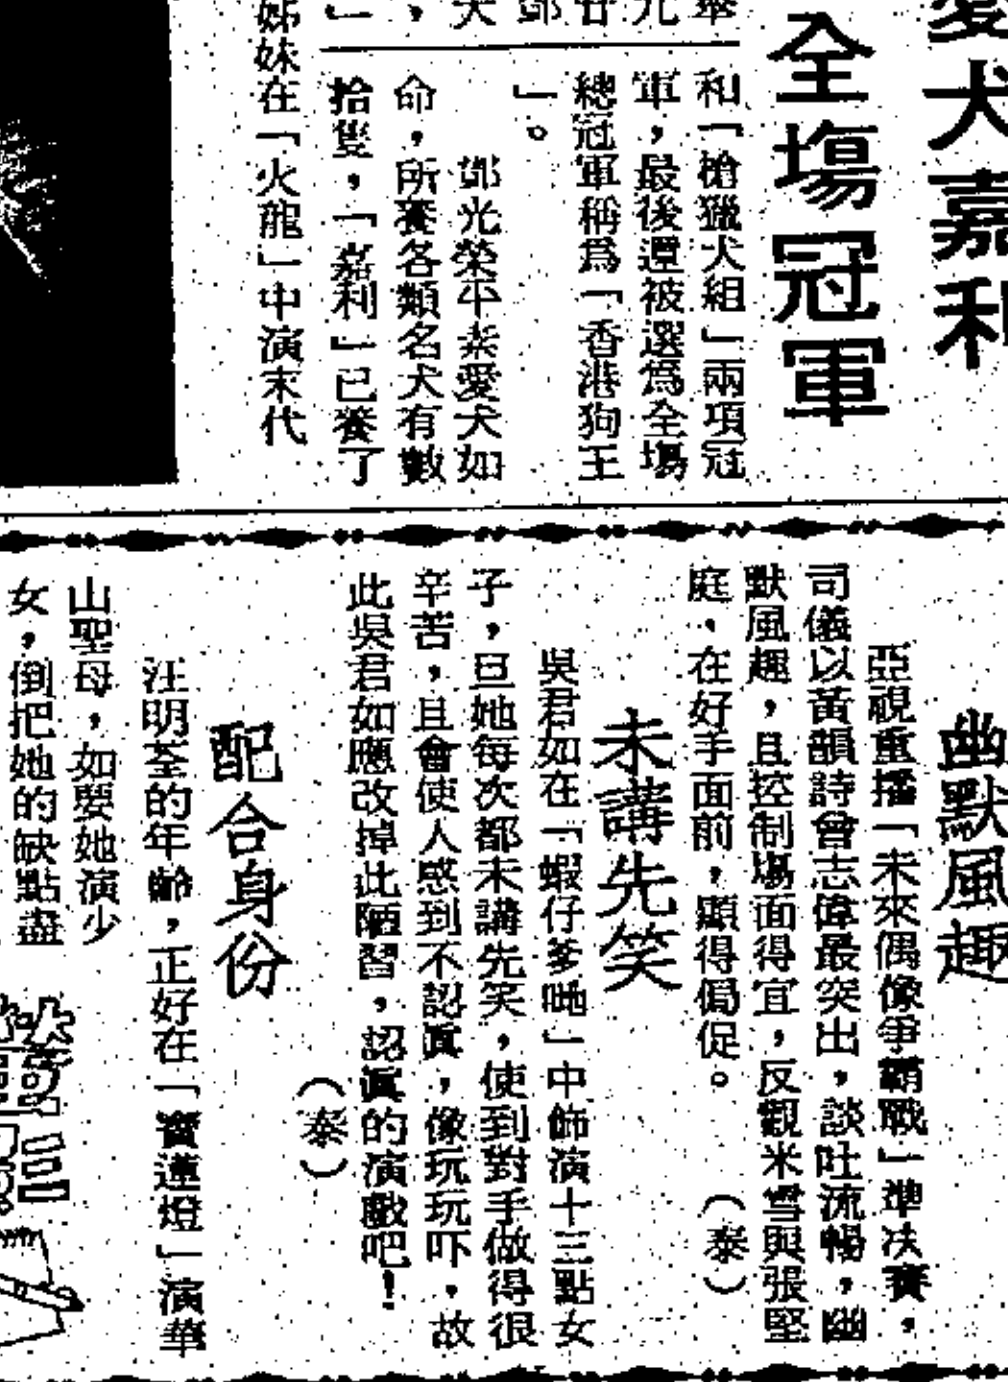 愛犬嘉利
全場冠軍
和「槍獵犬組」兩項冠
軍，最後還被選為全場
總冠軍稱爲「香港狗王
」。
鄧光榮平素愛犬如
命，所養各類名犬有數
拾隻，「嘉利」已養了
姊妹在「火龍」中演末代
幽默風趣
亞視重播「未來偶像爭霸戰」準決賽，
司儀以黃韻詩曾志偉最突出，談吐流暢，幽
默風趣，且控制場面得宜，反觀米雪與張堅
庭，在好手面前，顯得侷促。（泰）
未講先笑
吳君如在「蝦仔爹哋」中飾演十三點女
子，旦她每次都未講先笑，使到對手做得很
辛苦，且會使人感到不認眞，像玩玩吓，故
此吳君如應改掉此陋習，認眞的演戲吧！
（泰）
配合身份
汪明荃的年齡，正好在「寶蓮燈」演華
山聖母，如要她演少
女，倒把她的缺點盡